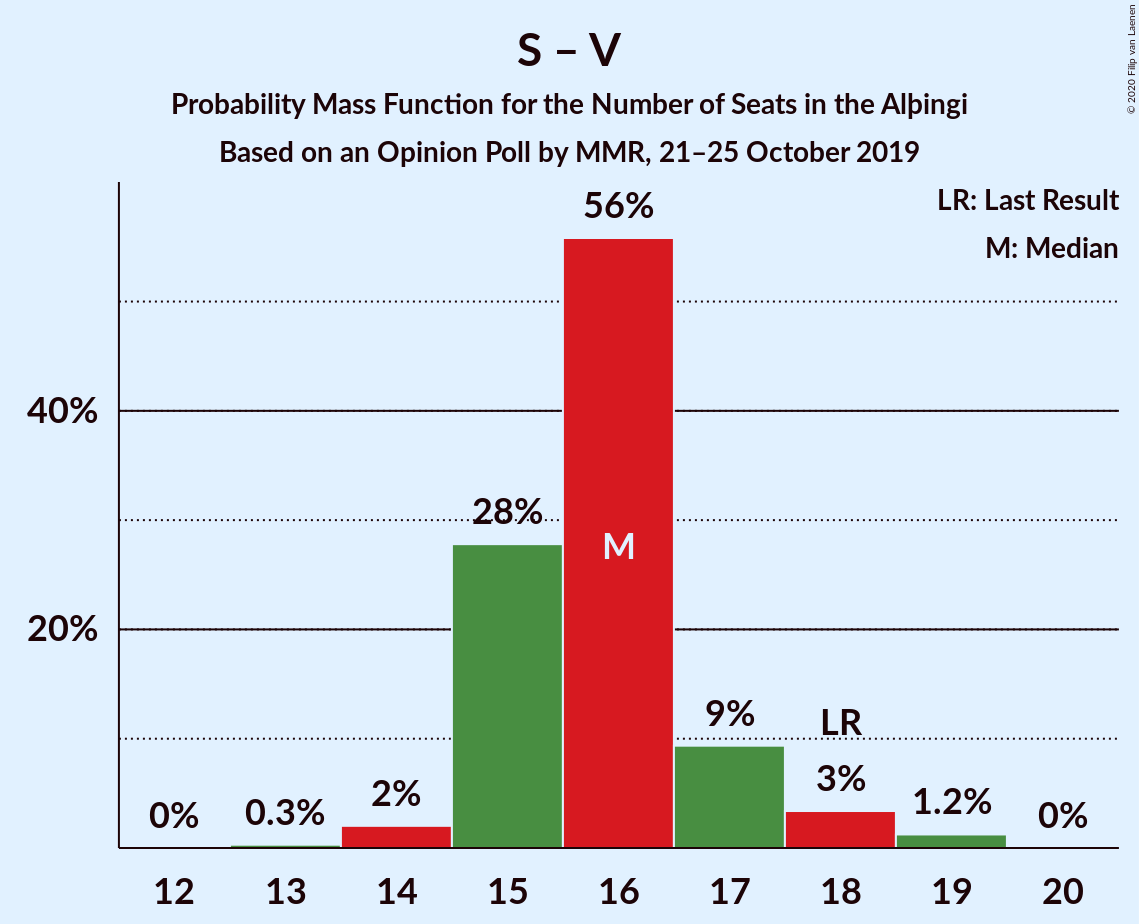 S – V
Probability Mass Function for the Number of Seats in the Alþingi
Based on an Opinion Poll by MMR, 21–25 October 2019
© 2020 Filip van Laenen
LR: Last Result
M: Median
56%
40%
28%
M
20%
9%
LR
3%
2%
1.2%
0.3%
0%
0%
12 13 14 15 16 17 18 19 20